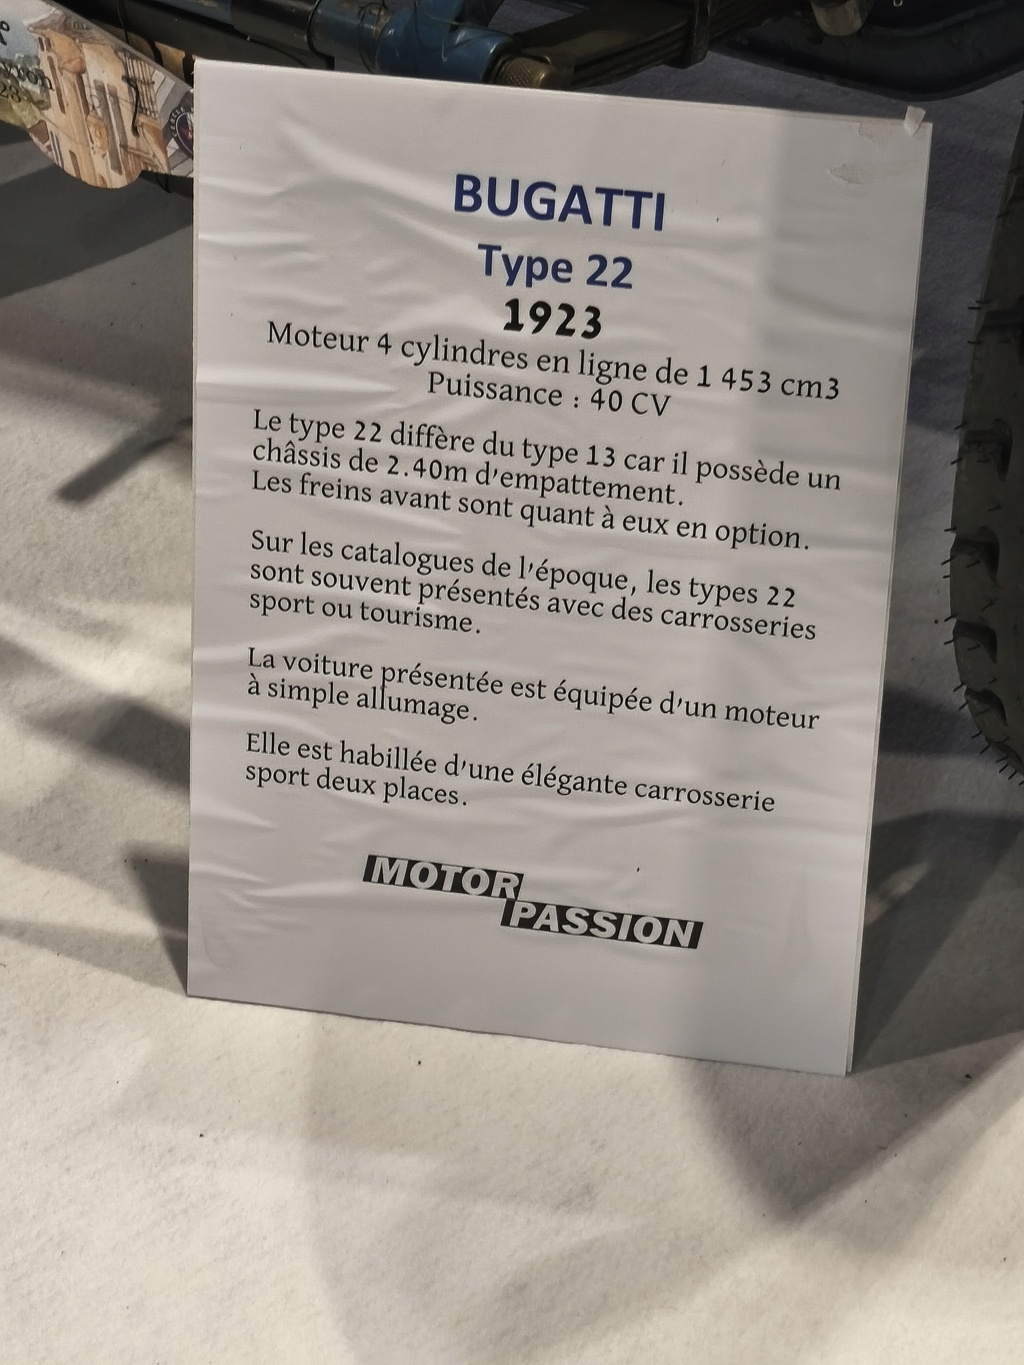 BUGATTI
Type 22
1923
Moteur 4 cylindres en ligne de 1 453 cm3
Puissance : 40 CV
Le type 22 diffère du type 13 car il possède un
châssis de 2.40m d'empattement.
Les freins avant sont quant à eux en option.
Sur les catalogues de l'époque, les types 22
sont souvent présentés avec des carrosseries
sport ou tourisme.
La voiture présentée est équipée d'un moteur
à simple allumage.
Elle est habillée d'une élégante carrosserie
sport deux places.
MOTOR
PASSION